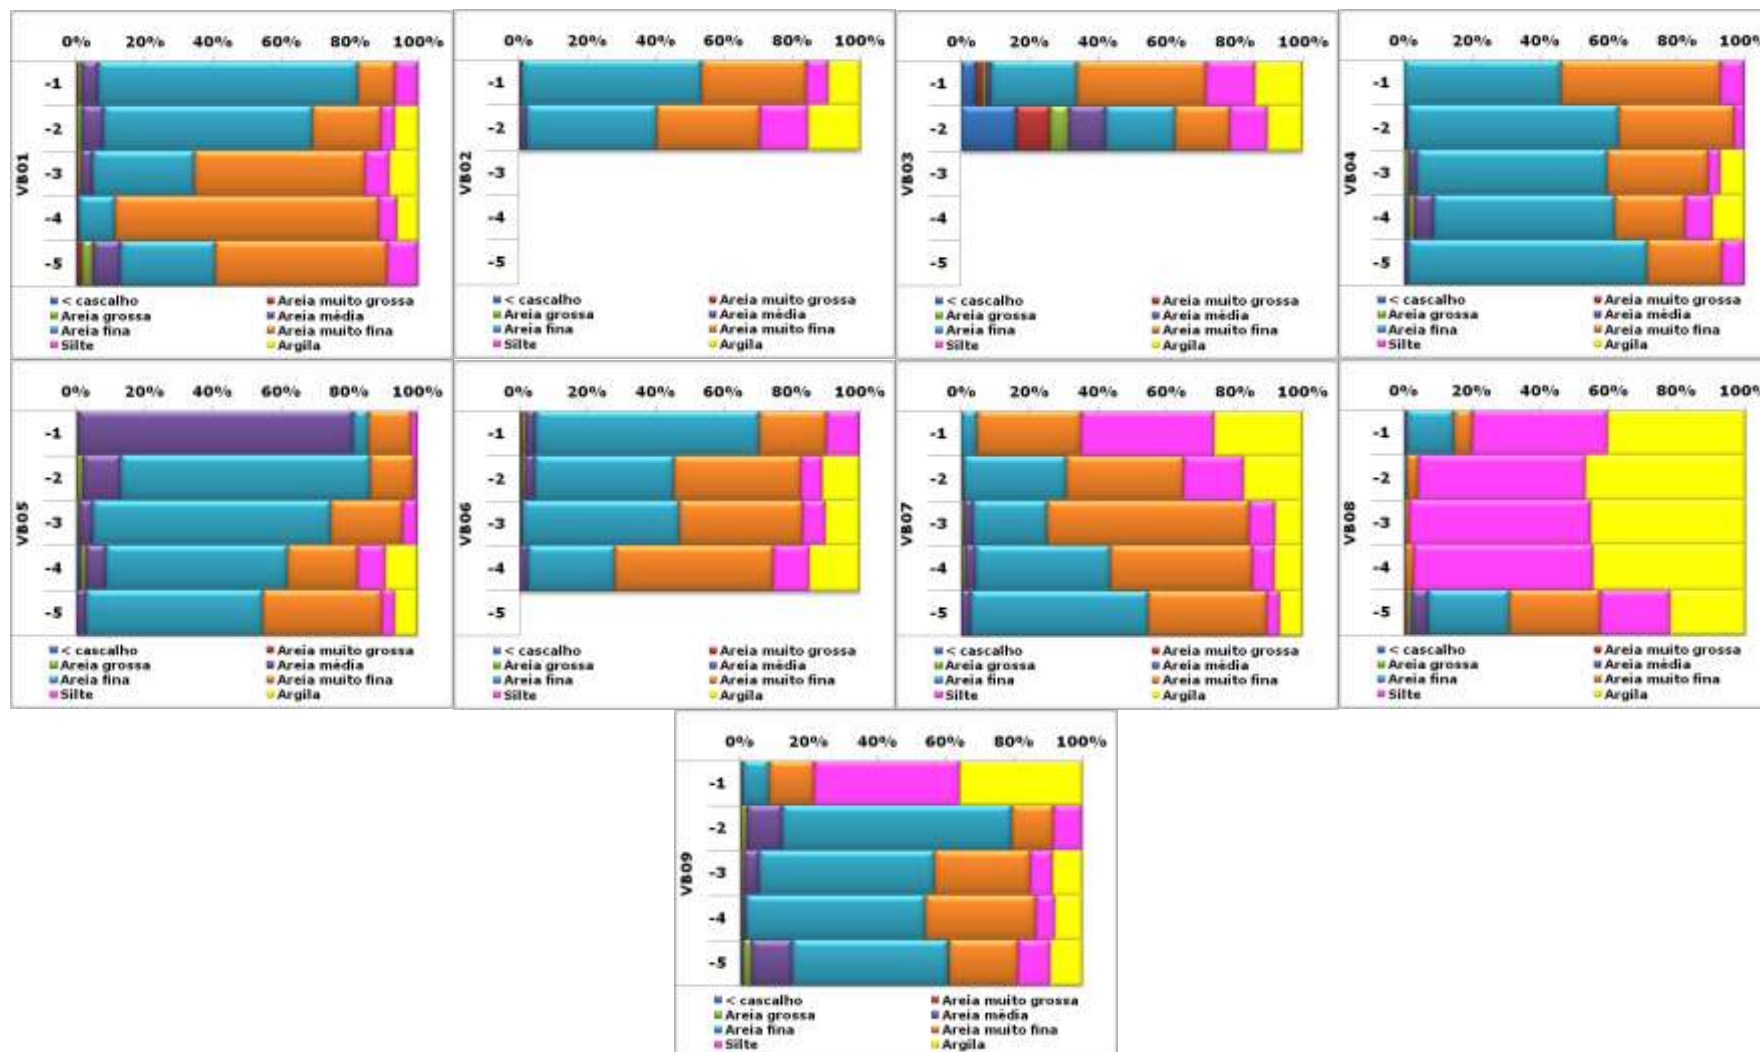 0% 20% 40% 60% 80% 100%
-1
-2
-3
-4
-5
VB01
< cascalho Areia muito grossa
Areia grossa Areia média
Areia fina Areia muito fina
Silte Argila
0% 20% 40% 60% 80% 100%
-1
-2
-3
-4
-5
VB02
< cascalho Areia muito grossa
Areia grossa Areia média
Areia fina Areia muito fina
Silte Argila
0% 20% 40% 60% 80% 100%
-1
-2
-3
-4
-5
VB03
< cascalho Areia muito grossa
Areia grossa Areia média
Areia fina Areia muito fina
Silte Argila
0% 20% 40% 60% 80% 100%
-1
-2
-3
-4
-5
VB04
< cascalho Areia muito grossa
Areia grossa Areia média
Areia fina Areia muito fina
Silte Argila
0% 20% 40% 60% 80% 100%
-1
-2
-3
-4
-5
VB05
< cascalho Areia muito grossa
Areia grossa Areia média
Areia fina Areia muito fina
Silte Argila
0% 20% 40% 60% 80% 100%
-1
-2
-3
-4
-5
VB06
< cascalho Areia muito grossa
Areia grossa Areia média
Areia fina Areia muito fina
Silte Argila
0% 20% 40% 60% 80% 100%
-1
-2
-3
-4
-5
VB07
< cascalho Areia muito grossa
Areia grossa Areia média
Areia fina Areia muito fina
Silte Argila
0% 20% 40% 60% 80% 100%
-1
-2
-3
-4
-5
VB08
< cascalho Areia muito grossa
Areia grossa Areia média
Areia fina Areia muito fina
Silte Argila
0% 20% 40% 60% 80% 100%
-1
-2
-3
-4
-5
VB09
< cascalho Areia muito grossa
Areia grossa Areia média
Areia fina Areia muito fina
Silte Argila